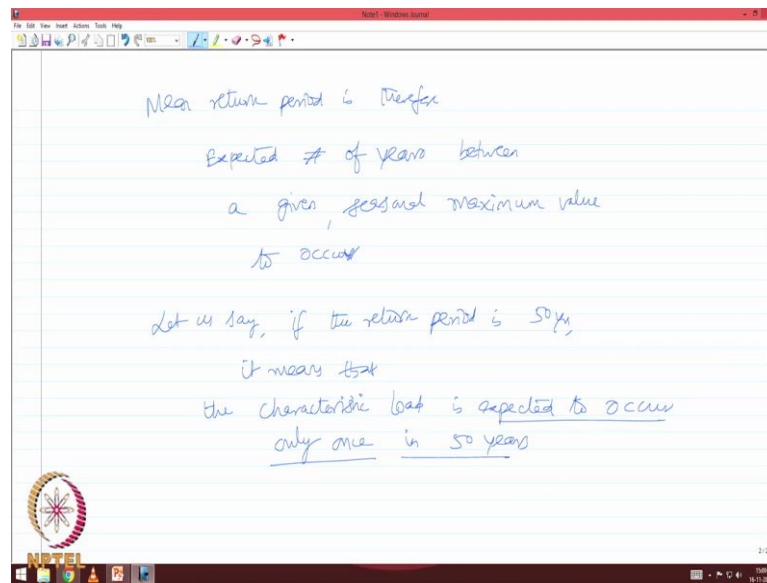 Note1 - Windows Journal
File Edit View Insert Actions Tools Help
Mean return period is therefore
Expected # of years between
a given, seasonal maximum value
to occur
Let us say, if the return period is 50 yrs,
it means that
the characteristic load is expected to occur
only once in 50 years
NPTEL